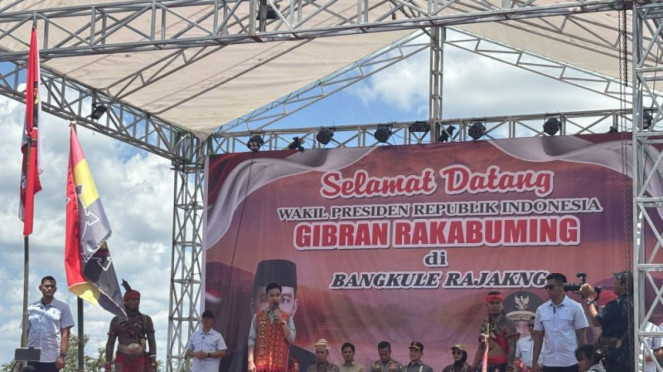 Selamat Datang
WAKIL PRESIDEN REPUBLIK INDONESIA
GIBRAN RAKABUMING
di
BANGKULE RAJAKNG